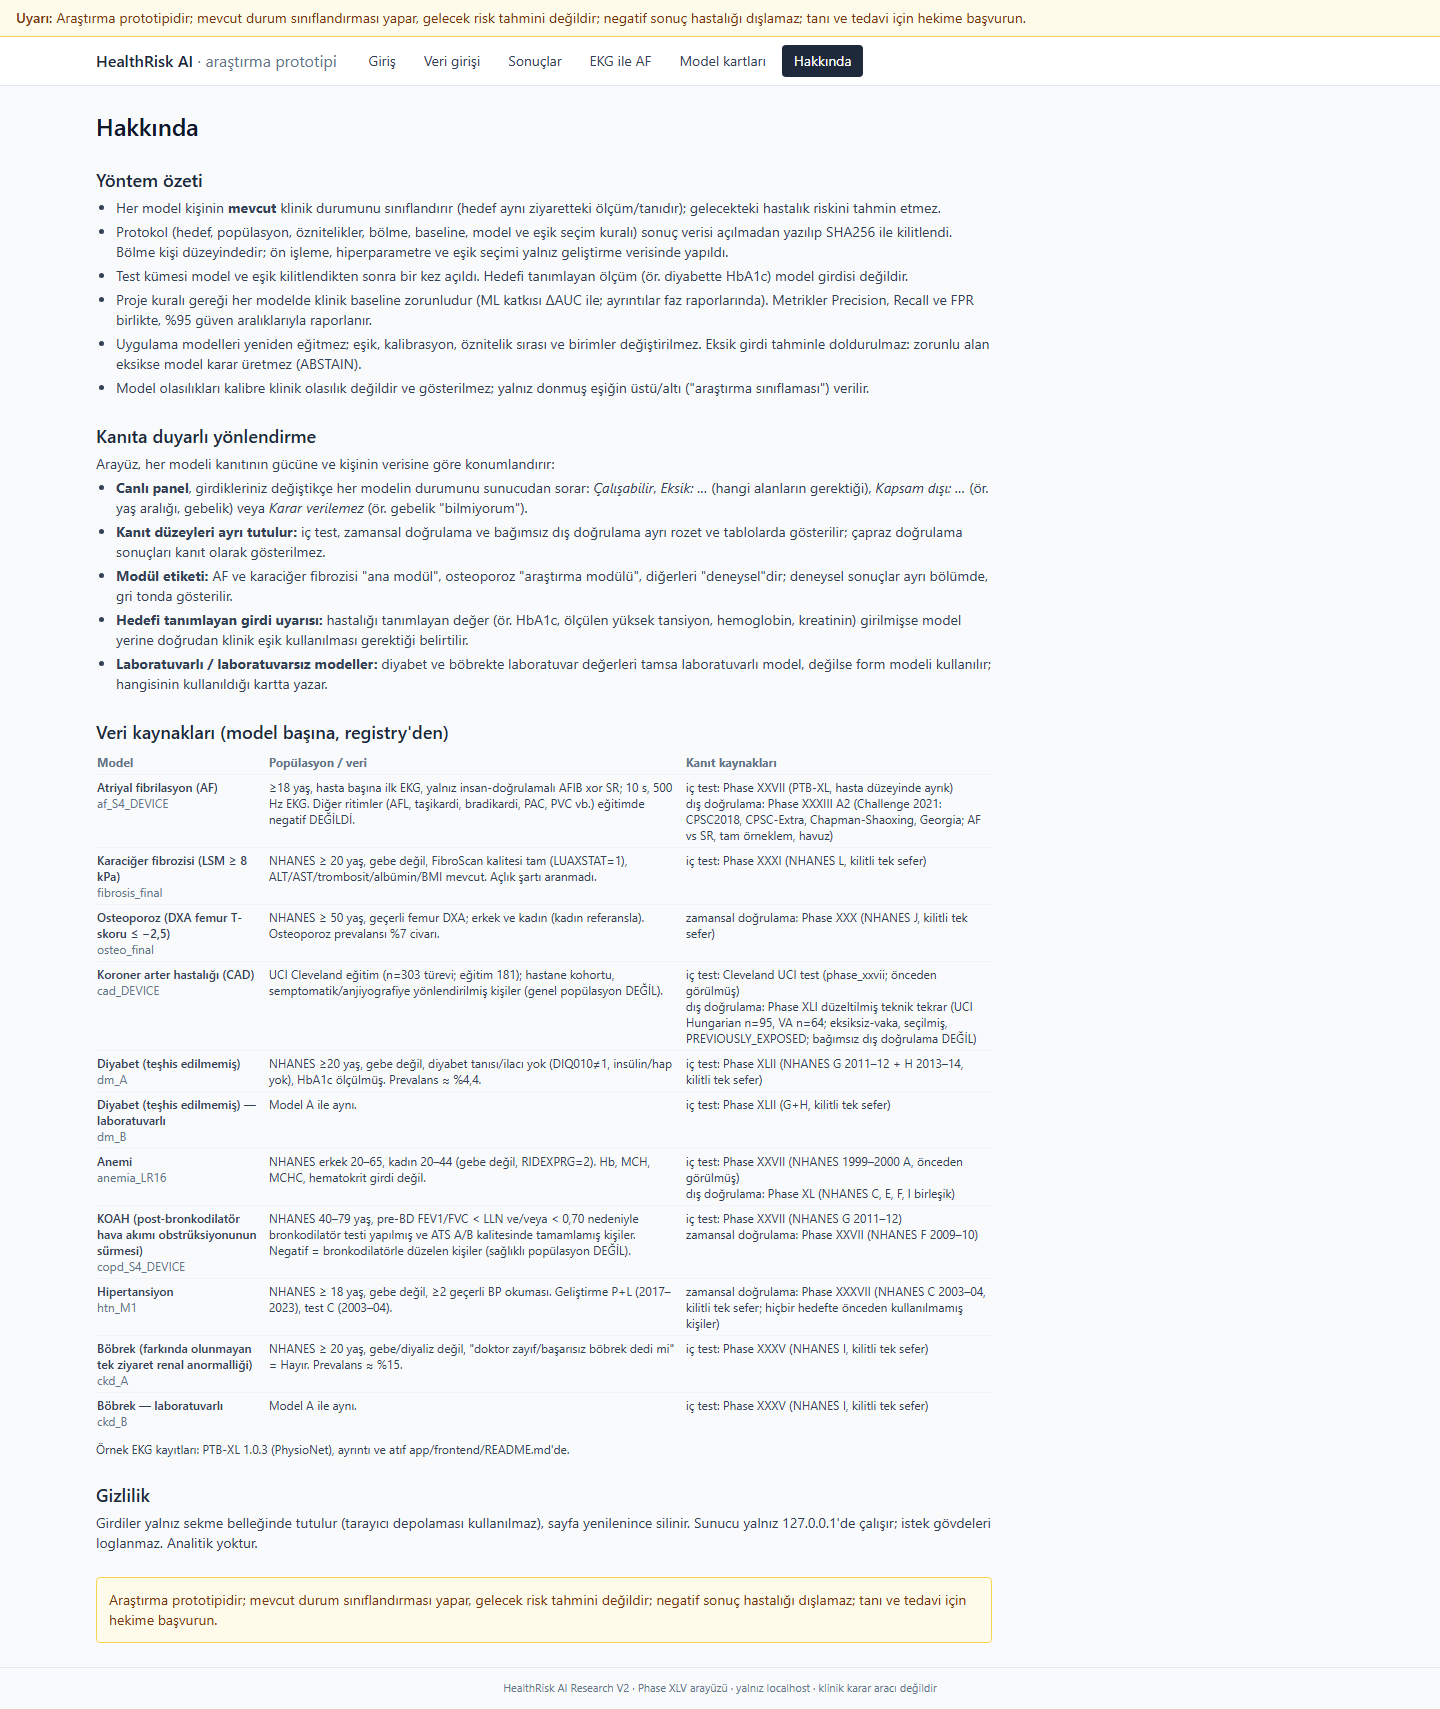 Uyarı: Araştırma prototipidir; mevcut durum sınıflandırması yapar, gelecek risk tahmini değildir; negatif sonuç hastalığı dışlamaz; tanı ve tedavi için hekime başvurun.
HealthRisk AI · araştırma prototipi Giriş Veri girişi Sonuçlar EKG ile AF Model kartları Hakkında
Hakkında
Yöntem özeti
• Her model kişinin mevcut klinik durumunu sınıflandırır (hedef aynı ziyaretteki ölçüm/tanıdır); gelecekteki hastalık riskini tahmin etmez.
• Protokol (hedef, popülasyon, öznitelikler, bölme, baseline, model ve eşik seçim kuralı) sonuç verisi açılmadan yazılıp SHA256 ile kilitlendi.
Bölme kişi düzeyindedir; ön işleme, hiperparametre ve eşik seçimi yalnız geliştirme verisinde yapıldı.
• Test kümesi model ve eşik kilitlendikten sonra bir kez açıldı. Hedefi tanımlayan ölçüm (ör. diyabette HbA1c) model girdisi değildir.
• Proje kuralı gereği her modelde klinik baseline zorunludur (ML katkısı ΔAUC ile; ayrıntılar faz raporlarında). Metrikler Precision, Recall ve FPR
birlikte, %95 güven aralıklarıyla raporlanır.
• Uygulama modelleri yeniden eğitmez; eşik, kalibrasyon, öznitelik sırası ve birimler değiştirilmez. Eksik girdi tahminle doldurulmaz: zorunlu alan
eksikse model karar üretmez (ABSTAIN).
• Model olasılıkları kalibre klinik olasılık değildir ve gösterilmez; yalnız donmuş eşiğin üstü/altı ("araştırma sınıflaması") verilir.
Kanıta duyarlı yönlendirme
Arayüz, her modeli kanıtının gücüne ve kişinin verisine göre konumlandırır:
• Canlı panel, girdikleriniz değiştikçe her modelin durumunu sunucudan sorar: Çalışabilir, Eksik: … (hangi alanların gerektiği), Kapsam dışı: … (ör.
yaş aralığı, gebelik) veya Karar verilemez (ör. gebelik "bilmiyorum").
• Kanıt düzeyleri ayrı tutulur: iç test, zamansal doğrulama ve bağımsız dış doğrulama ayrı rozet ve tablolarda gösterilir; çapraz doğrulama
sonuçları kanıt olarak gösterilmez.
• Modül etiketi: AF ve karaciğer fibrozisi "ana modül", osteoporoz "araştırma modülü", diğerleri "deneysel"dir; deneysel sonuçlar ayrı bölümde,
gri tonda gösterilir.
• Hedefi tanımlayan girdi uyarısı: hastalığı tanımlayan değer (ör. HbA1c, ölçülen yüksek tansiyon, hemoglobin, kreatinin) girilmişse model
yerine doğrudan klinik eşik kullanılması gerektiği belirtilir.
• Laboratuvarlı / laboratuvarsız modeller: diyabet ve böbrekte laboratuvar değerleri tamsa laboratuvarlı model, değilse form modeli kullanılır;
hangisinin kullanıldığı kartta yazar.
Veri kaynakları (model başına, registry'den)
Model Popülasyon / veri Kanıt kaynakları
Atriyal fibrilasyon (AF)
af_S4_DEVICE
≥18 yaş, hasta başına ilk EKG, yalnız insan-doğrulamalı AFIB xor SR; 10 s, 500
Hz EKG. Diğer ritimler (AFL, taşikardi, bradikardi, PAC, PVC vb.) eğitimde
negatif DEĞİLDİ.
iç test: Phase XXVII (PTB-XL, hasta düzeyinde ayrık)
dış doğrulama: Phase XXXIII A2 (Challenge 2021:
CPSC2018, CPSC-Extra, Chapman-Shaoxing, Georgia; AF
vs SR, tam örneklem, havuz)
Karaciğer fibrozisi (LSM ≥ 8
kPa)
fibrosis_final
NHANES ≥ 20 yaş, gebe değil, FibroScan kalitesi tam (LUAXSTAT=1),
ALT/AST/trombosit/albümin/BMI mevcut. Açlık şartı aranmadı.
iç test: Phase XXXI (NHANES L, kilitli tek sefer)
Osteoporoz (DXA femur T-
skoru ≤ −2,5)
osteo_final
NHANES ≥ 50 yaş, geçerli femur DXA; erkek ve kadın (kadın referansla).
Osteoporoz prevalansı %7 civarı.
zamansal doğrulama: Phase XXX (NHANES J, kilitli tek
sefer)
Koroner arter hastalığı (CAD)
cad_DEVICE
UCI Cleveland eğitim (n=303 türevi; eğitim 181); hastane kohortu,
semptomatik/anjiyografiye yönlendirilmiş kişiler (genel popülasyon DEĞİL).
iç test: Cleveland UCI test (phase_xxvii; önceden
görülmüş)
dış doğrulama: Phase XLI düzeltilmiş teknik tekrar (UCI
Hungarian n=95, VA n=64; eksiksiz-vaka, seçilmiş,
PREVIOUSLY_EXPOSED; bağımsız dış doğrulama DEĞİL)
Diyabet (teşhis edilmemiş)
dm_A
NHANES ≥20 yaş, gebe değil, diyabet tanısı/ilacı yok (DIQ010≠1, insülin/hap
yok), HbA1c ölçülmüş. Prevalans ≈ %4,4.
iç test: Phase XLII (NHANES G 2011–12 + H 2013–14,
kilitli tek sefer)
Diyabet (teşhis edilmemiş) —
laboratuvarlı
dm_B
Model A ile aynı.
iç test: Phase XLII (G+H, kilitli tek sefer)
Anemi
anemia_LR16
NHANES erkek 20–65, kadın 20–44 (gebe değil, RIDEXPRG=2). Hb, MCH,
MCHC, hematokrit girdi değil.
iç test: Phase XXVII (NHANES 1999–2000 A, önceden
görülmüş)
dış doğrulama: Phase XL (NHANES C, E, F, I birleşik)
KOAH (post-bronkodilatör
hava akımı obstrüksiyonunun
sürmesi)
copd_S4_DEVICE
NHANES 40–79 yaş, pre-BD FEV1/FVC < LLN ve/veya < 0,70 nedeniyle
bronkodilatör testi yapılmış ve ATS A/B kalitesinde tamamlamış kişiler.
Negatif = bronkodilatörle düzelen kişiler (sağlıklı popülasyon DEĞİL).
iç test: Phase XXVII (NHANES G 2011–12)
zamansal doğrulama: Phase XXVII (NHANES F 2009–10)
Hipertansiyon
htn_M1
NHANES ≥ 18 yaş, gebe değil, ≥2 geçerli BP okuması. Geliştirme P+L (2017–
2023), test C (2003–04).
zamansal doğrulama: Phase XXXVII (NHANES C 2003–04,
kilitli tek sefer; hiçbir hedefte önceden kullanılmamış
kişiler)
Böbrek (farkında olunmayan
tek ziyaret renal anormalliği)
ckd_A
NHANES ≥ 20 yaş, gebe/diyaliz değil, "doktor zayıf/başarısız böbrek dedi mi"
= Hayır. Prevalans ≈ %15.
iç test: Phase XXXV (NHANES I, kilitli tek sefer)
Böbrek — laboratuvarlı
ckd_B
Model A ile aynı.
iç test: Phase XXXV (NHANES I, kilitli tek sefer)
Örnek EKG kayıtları: PTB-XL 1.0.3 (PhysioNet), ayrıntı ve atıf app/frontend/README.md'de.
Gizlilik
Girdiler yalnız sekme belleğinde tutulur (tarayıcı depolaması kullanılmaz), sayfa yenilenince silinir. Sunucu yalnız 127.0.0.1'de çalışır; istek gövdeleri
loglanmaz. Analitik yoktur.
Araştırma prototipidir; mevcut durum sınıflandırması yapar, gelecek risk tahmini değildir; negatif sonuç hastalığı dışlamaz; tanı ve tedavi için
hekime başvurun.
HealthRisk AI Research V2 · Phase XLV arayüzü · yalnız localhost · klinik karar aracı değildir